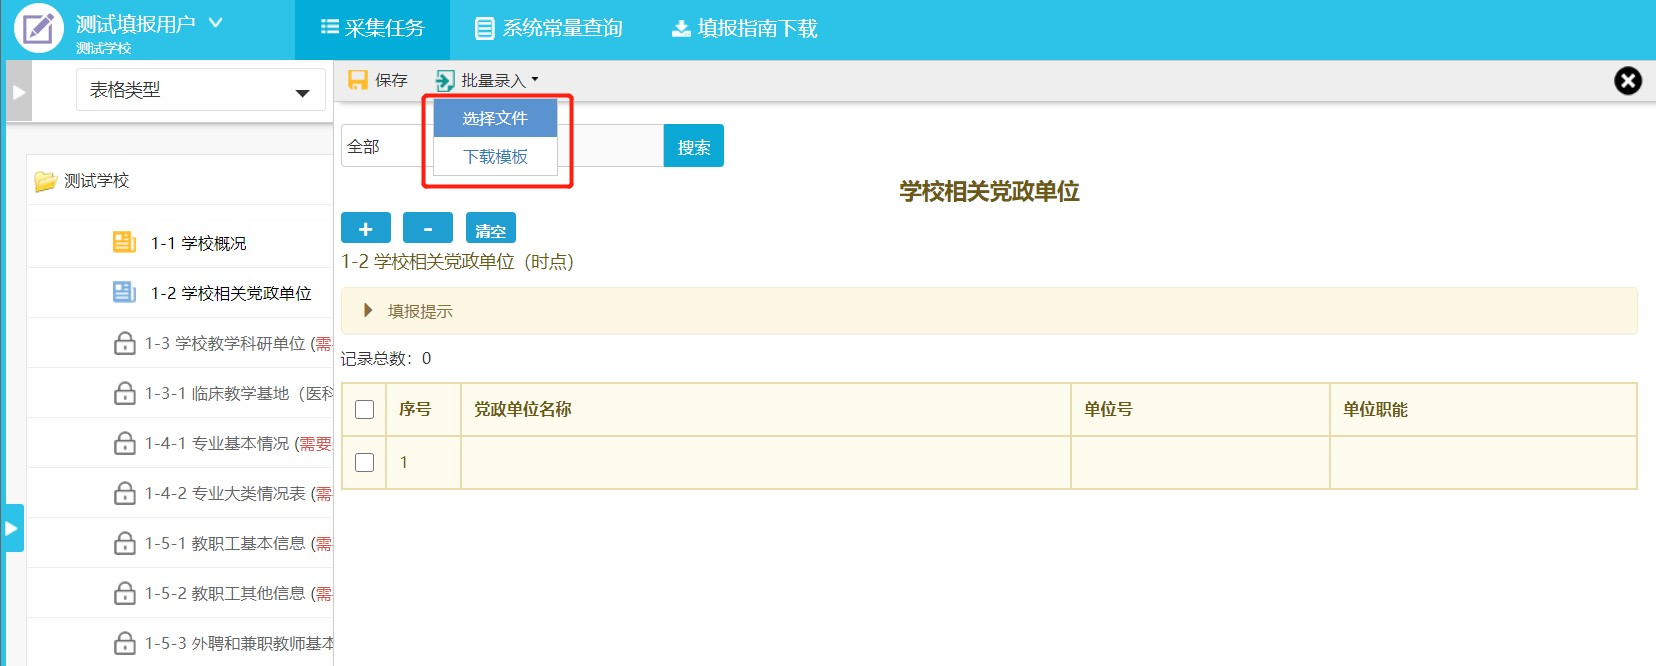 测试填报用户
测试学校
采集任务
系统常量查询
填报指南下载
表格类型
保存
批量录入
选择文件
下载模板
全部
搜索
测试学校
学校相关党政单位
+
-
清空
1-2 学校相关党政单位（时点）
填报提示
记录总数：0
序号 党政单位名称 单位号 单位职能
1
1-1 学校概况
1-2 学校相关党政单位
1-3 学校教学科研单位 (需
1-3-1 临床教学基地（医科
1-4-1 专业基本情况 (需要
1-4-2 专业大类情况表 (需
1-5-1 教职工基本信息 (需
1-5-2 教职工其他信息 (需
1-5-3 外聘和兼职教师基本